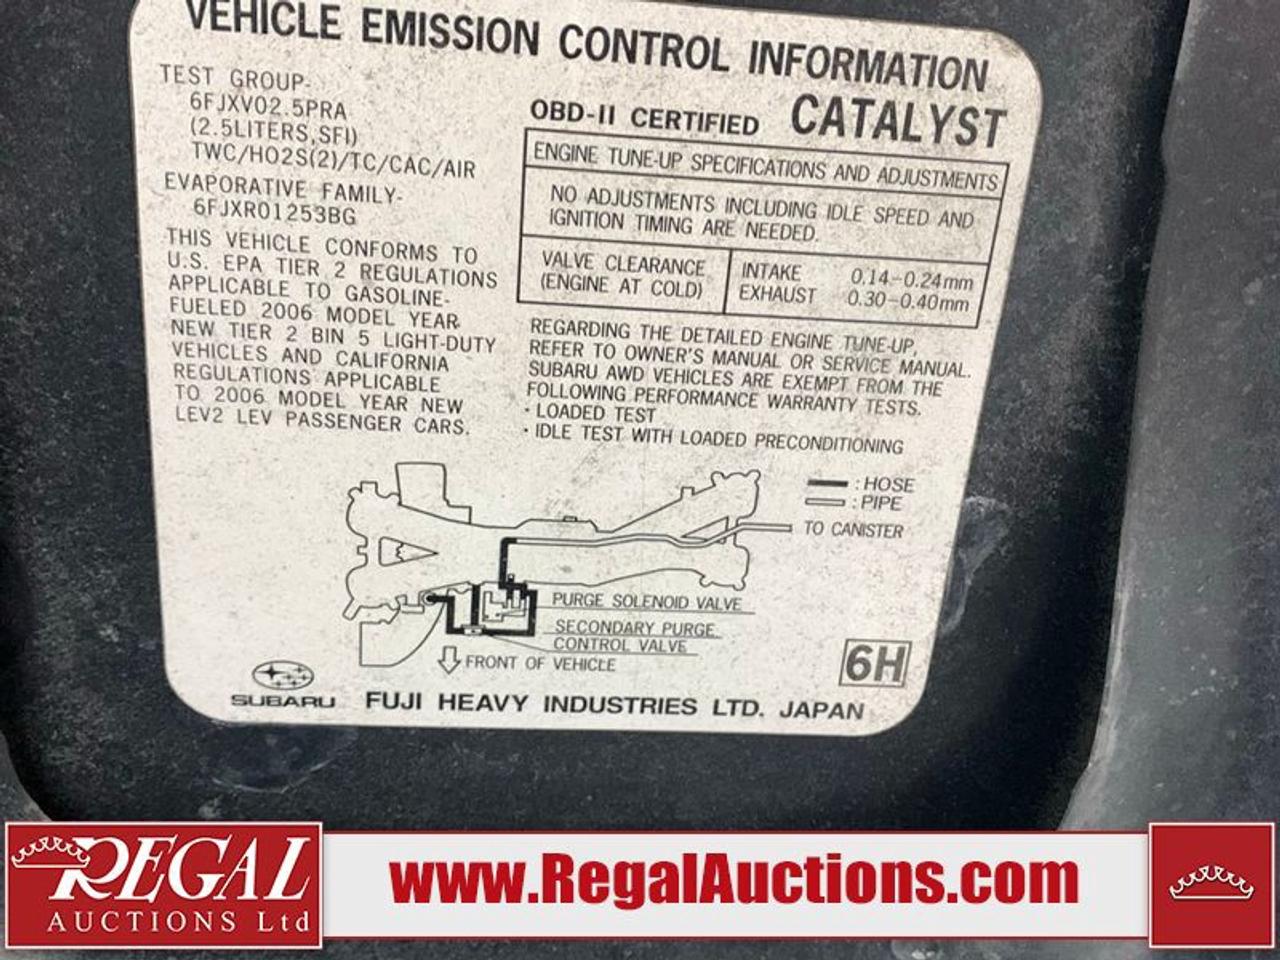 VEHICLE EMISSION CONTROL INFORMATION
CATALYST
TEST GROUP-
6FJXV02.5PRA
(2.5LITERS,SFI)
TWC/HO2S(2)/TC/CAC/AIR
EVAPORATIVE FAMILY-
6FJXR01253BG
THIS VEHICLE CONFORMS TO
U.S. EPA TIER 2 REGULATIONS
APPLICABLE TO GASOLINE-
FUELED 2006 MODEL YEAR
NEW TIER 2 BIN 5 LIGHT-DUTY
VEHICLES AND CALIFORNIA
REGULATIONS APPLICABLE
TO 2006 MODEL YEAR NEW
LEV2 LEV PASSENGER CARS.
OBD-II CERTIFIED
ENGINE TUNE-UP SPECIFICATIONS AND ADJUSTMENTS
NO ADJUSTMENTS INCLUDING IDLE SPEED AND
IGNITION TIMING ARE NEEDED.
VALVE CLEARANCE
(ENGINE AT COLD)
INTAKE 0.14-0.24mm
EXHAUST 0.30-0.40mm
REGARDING THE DETAILED ENGINE TUNE-UP,
REFER TO OWNER'S MANUAL OR SERVICE MANUAL.
SUBARU AWD VEHICLES ARE EXEMPT FROM THE
FOLLOWING PERFORMANCE WARRANTY TESTS.
· LOADED TEST
· IDLE TEST WITH LOADED PRECONDITIONING
: HOSE
: PIPE
TO CANISTER
PURGE SOLENOID VALVE
SECONDARY PURGE
CONTROL VALVE
FRONT OF VEHICLE
6H
SUBARU FUJI HEAVY INDUSTRIES LTD. JAPAN
REGAL
AUCTIONS Ltd
www.RegalAuctions.com